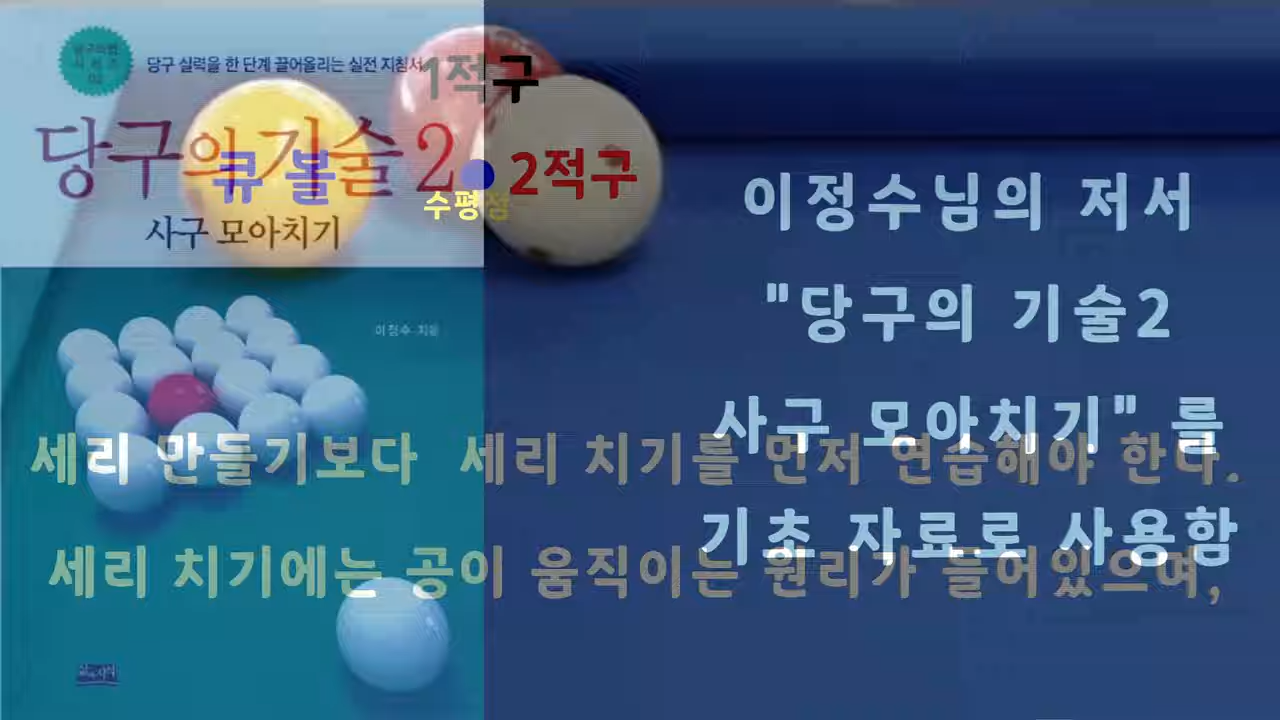 당구 실력을 한 단계 끌어올리는 실전 지침서
1적구
당구의 기술 2
큐 볼
2적구
수평선
사구 모아치기
이정수 지음
이정수님의 저서
"당구의 기술2
사구 모아치기" 를
기초 자료로 사용함
세리 만들기보다 세리 치기를 먼저 연습해야 한다.
세리 치기에는 공이 움직이는 원리가 들어있으며,